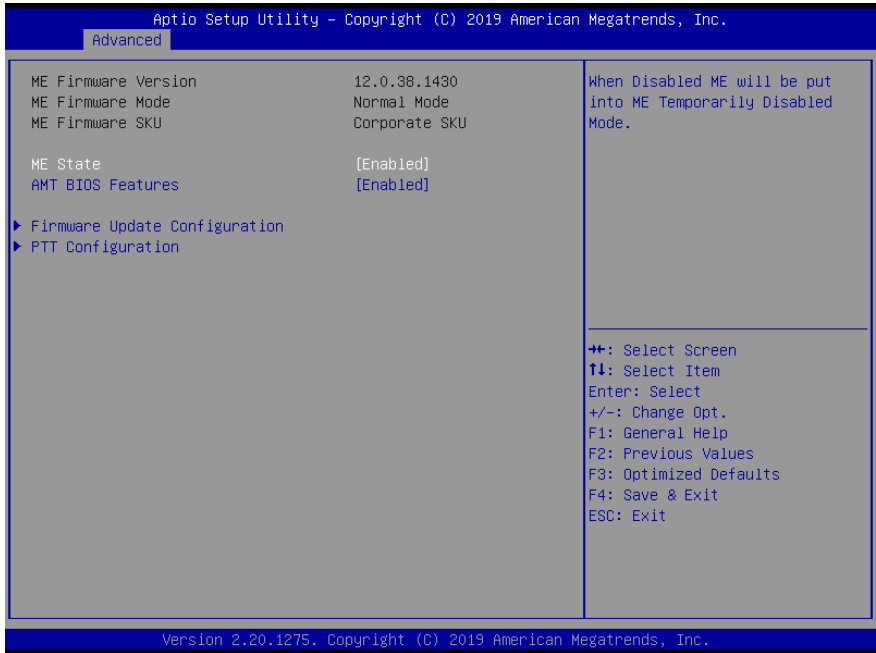 Aptio Setup Utility – Copyright (C) 2019 American Megatrends, Inc.
Advanced
ME Firmware Version 12.0.38.1430
ME Firmware Mode Normal Mode
ME Firmware SKU Corporate SKU
ME State [Enabled]
AMT BIOS Features [Enabled]
▶ Firmware Update Configuration
▶ PTT Configuration
When Disabled ME will be put
into ME Temporarily Disabled
Mode.
→←: Select Screen
↑↓: Select Item
Enter: Select
+/-: Change Opt.
F1: General Help
F2: Previous Values
F3: Optimized Defaults
F4: Save & Exit
ESC: Exit
Version 2.20.1275. Copyright (C) 2019 American Megatrends, Inc.